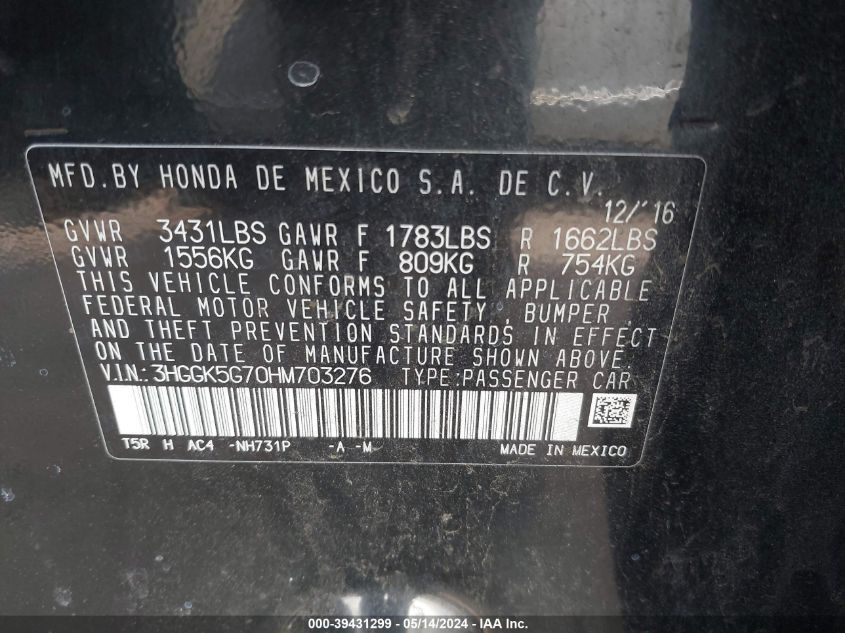 MFD.BY HONDA DE MEXICO S.A. DE C.V.
12/'16
GVWR 3431LBS GAWR F 1783LBS R 1662LBS
GVWR 1556KG GAWR F 809KG R 754KG
THIS VEHICLE CONFORMS TO ALL APPLICABLE
FEDERAL MOTOR VEHICLE SAFETY, BUMPER
AND THEFT PREVENTION STANDARDS IN EFFECT
ON THE DATE OF MANUFACTURE SHOWN ABOVE.
V.I.N.:3HGGK5G70HM703276 TYPE:PASSENGER CAR
T5R H AC4 -NH731P -A -M MADE IN MEXICO
000-39431299 - 05/14/2024 - IAA Inc.